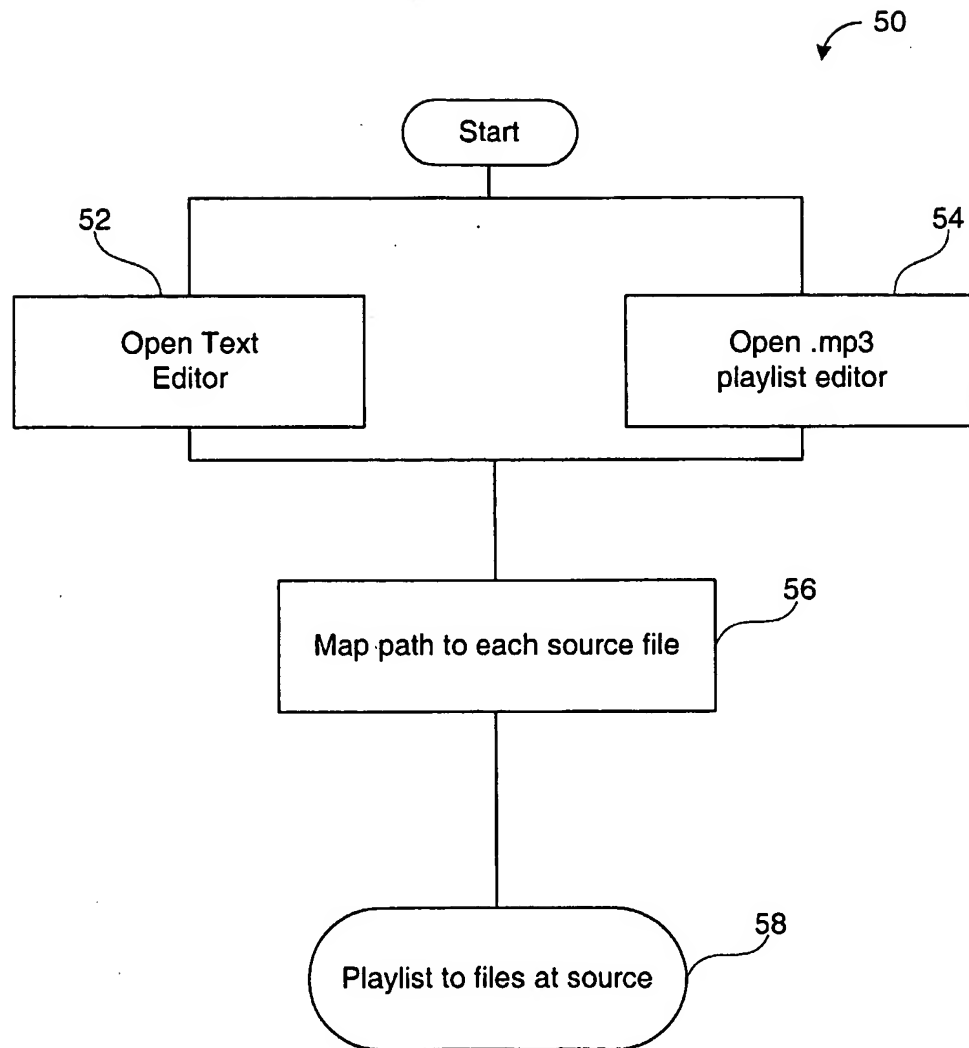 50
Start
52
54
Open Text
Editor
Open .mp3
playlist editor
56
Map path to each source file
58
Playlist to files at source